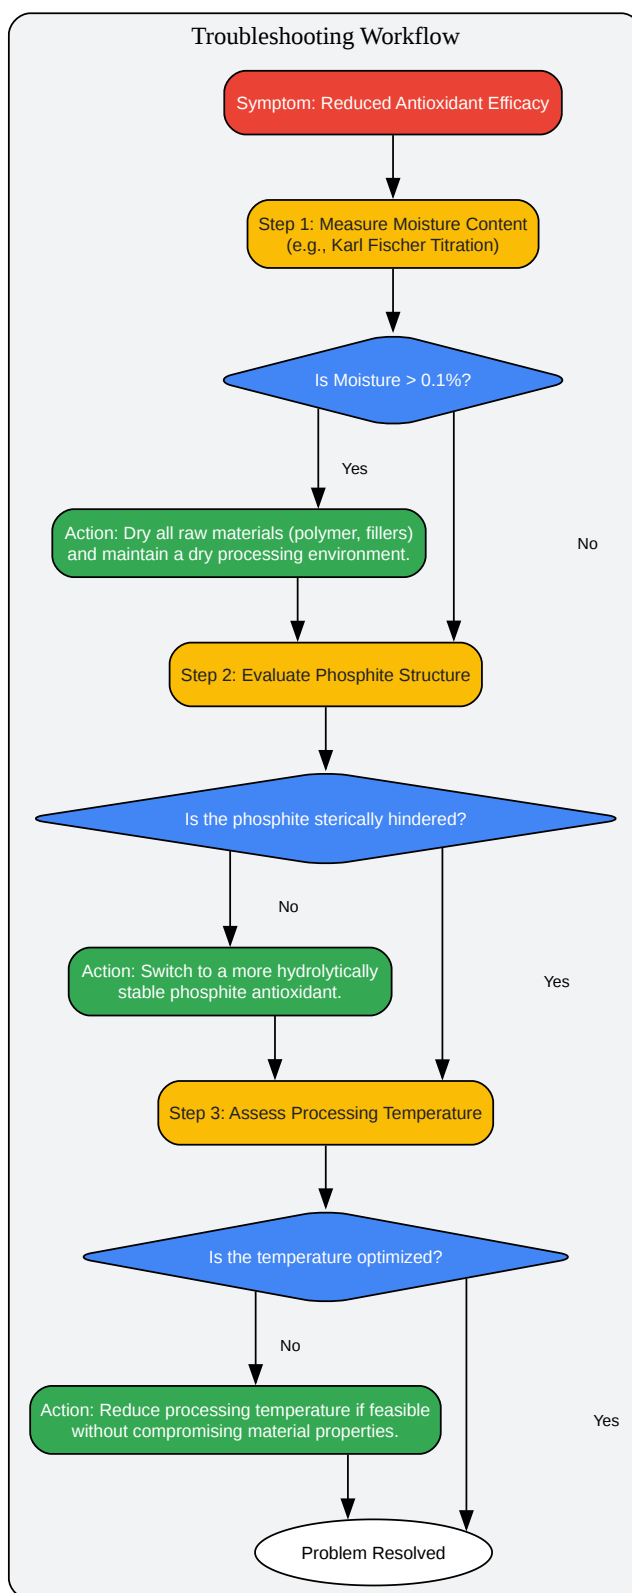 Troubleshooting Workflow
Symptom: Reduced Antioxidant Efficacy
Step 1: Measure Moisture Content
(e.g., Karl Fischer Titration)
Is Moisture > 0.1%?
Yes
Action: Dry all raw materials (polymer, fillers)
and maintain a dry processing environment.
No
Step 2: Evaluate Phosphite Structure
Is the phosphite sterically hindered?
No
Action: Switch to a more hydrolytically
stable phosphite antioxidant.
Yes
Step 3: Assess Processing Temperature
Is the temperature optimized?
No
Action: Reduce processing temperature if feasible
without compromising material properties.
Yes
Problem Resolved